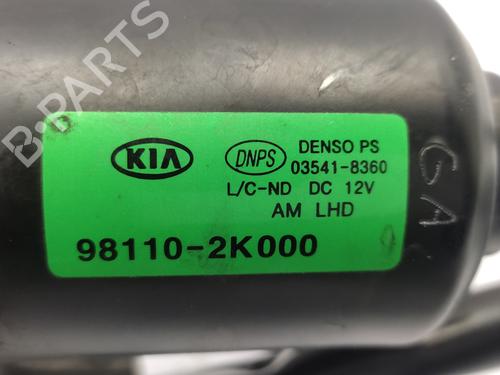 B-PARTS
KIA
DNPS
DENSO PS
03541-8360
L/C-ND DC 12V
AM LHD
98110-2K000
GA